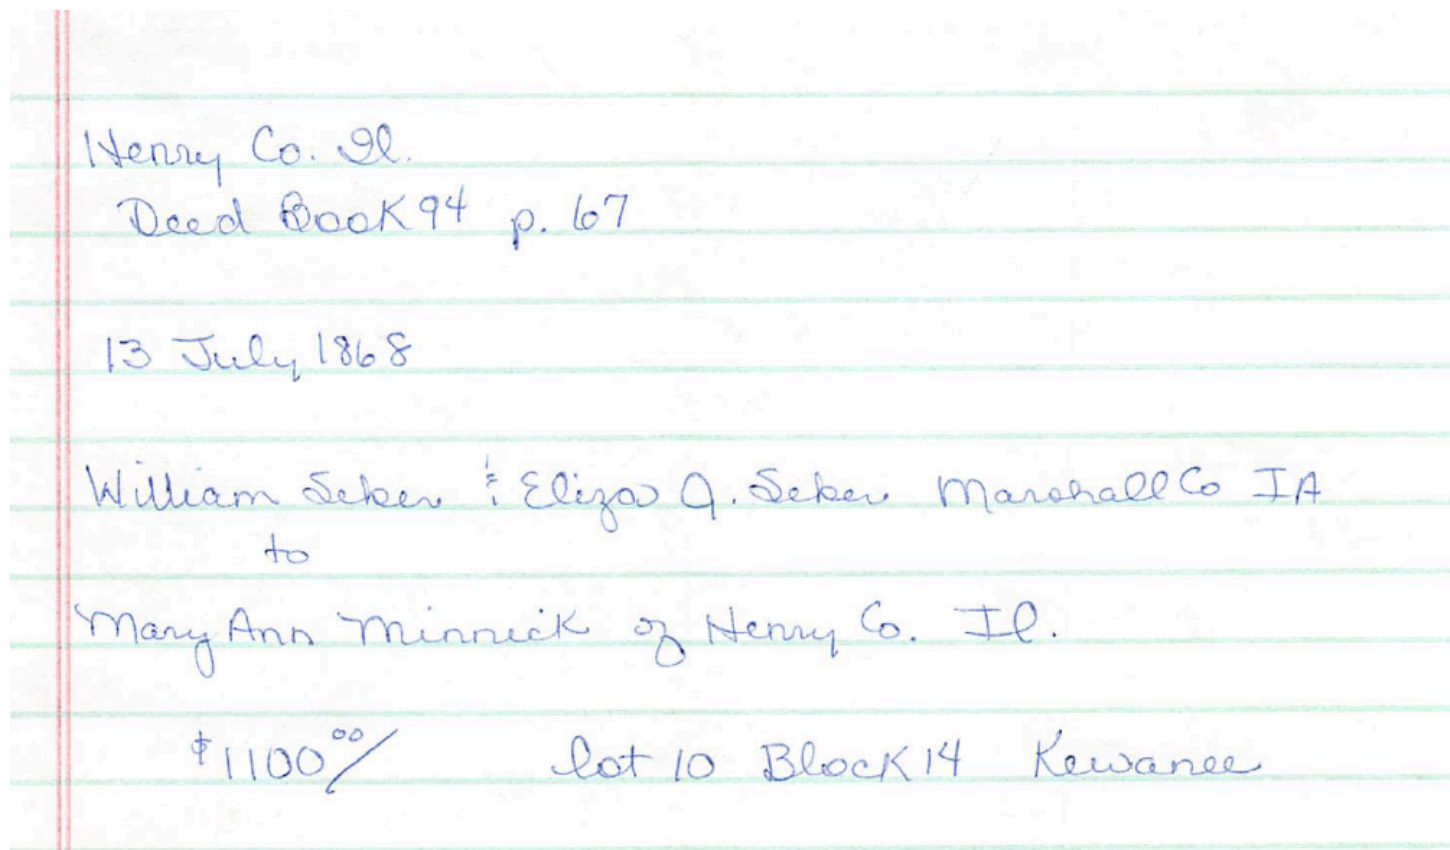 Henry Co. Il.
Deed Book 94 p. 67
13 July 1868
William Seker & Eliza A. Seker Marshall Co IA
to
Mary Ann Minnick of Henry Co. Il.
$1100.00/ lot 10 Block 14 Kewanee